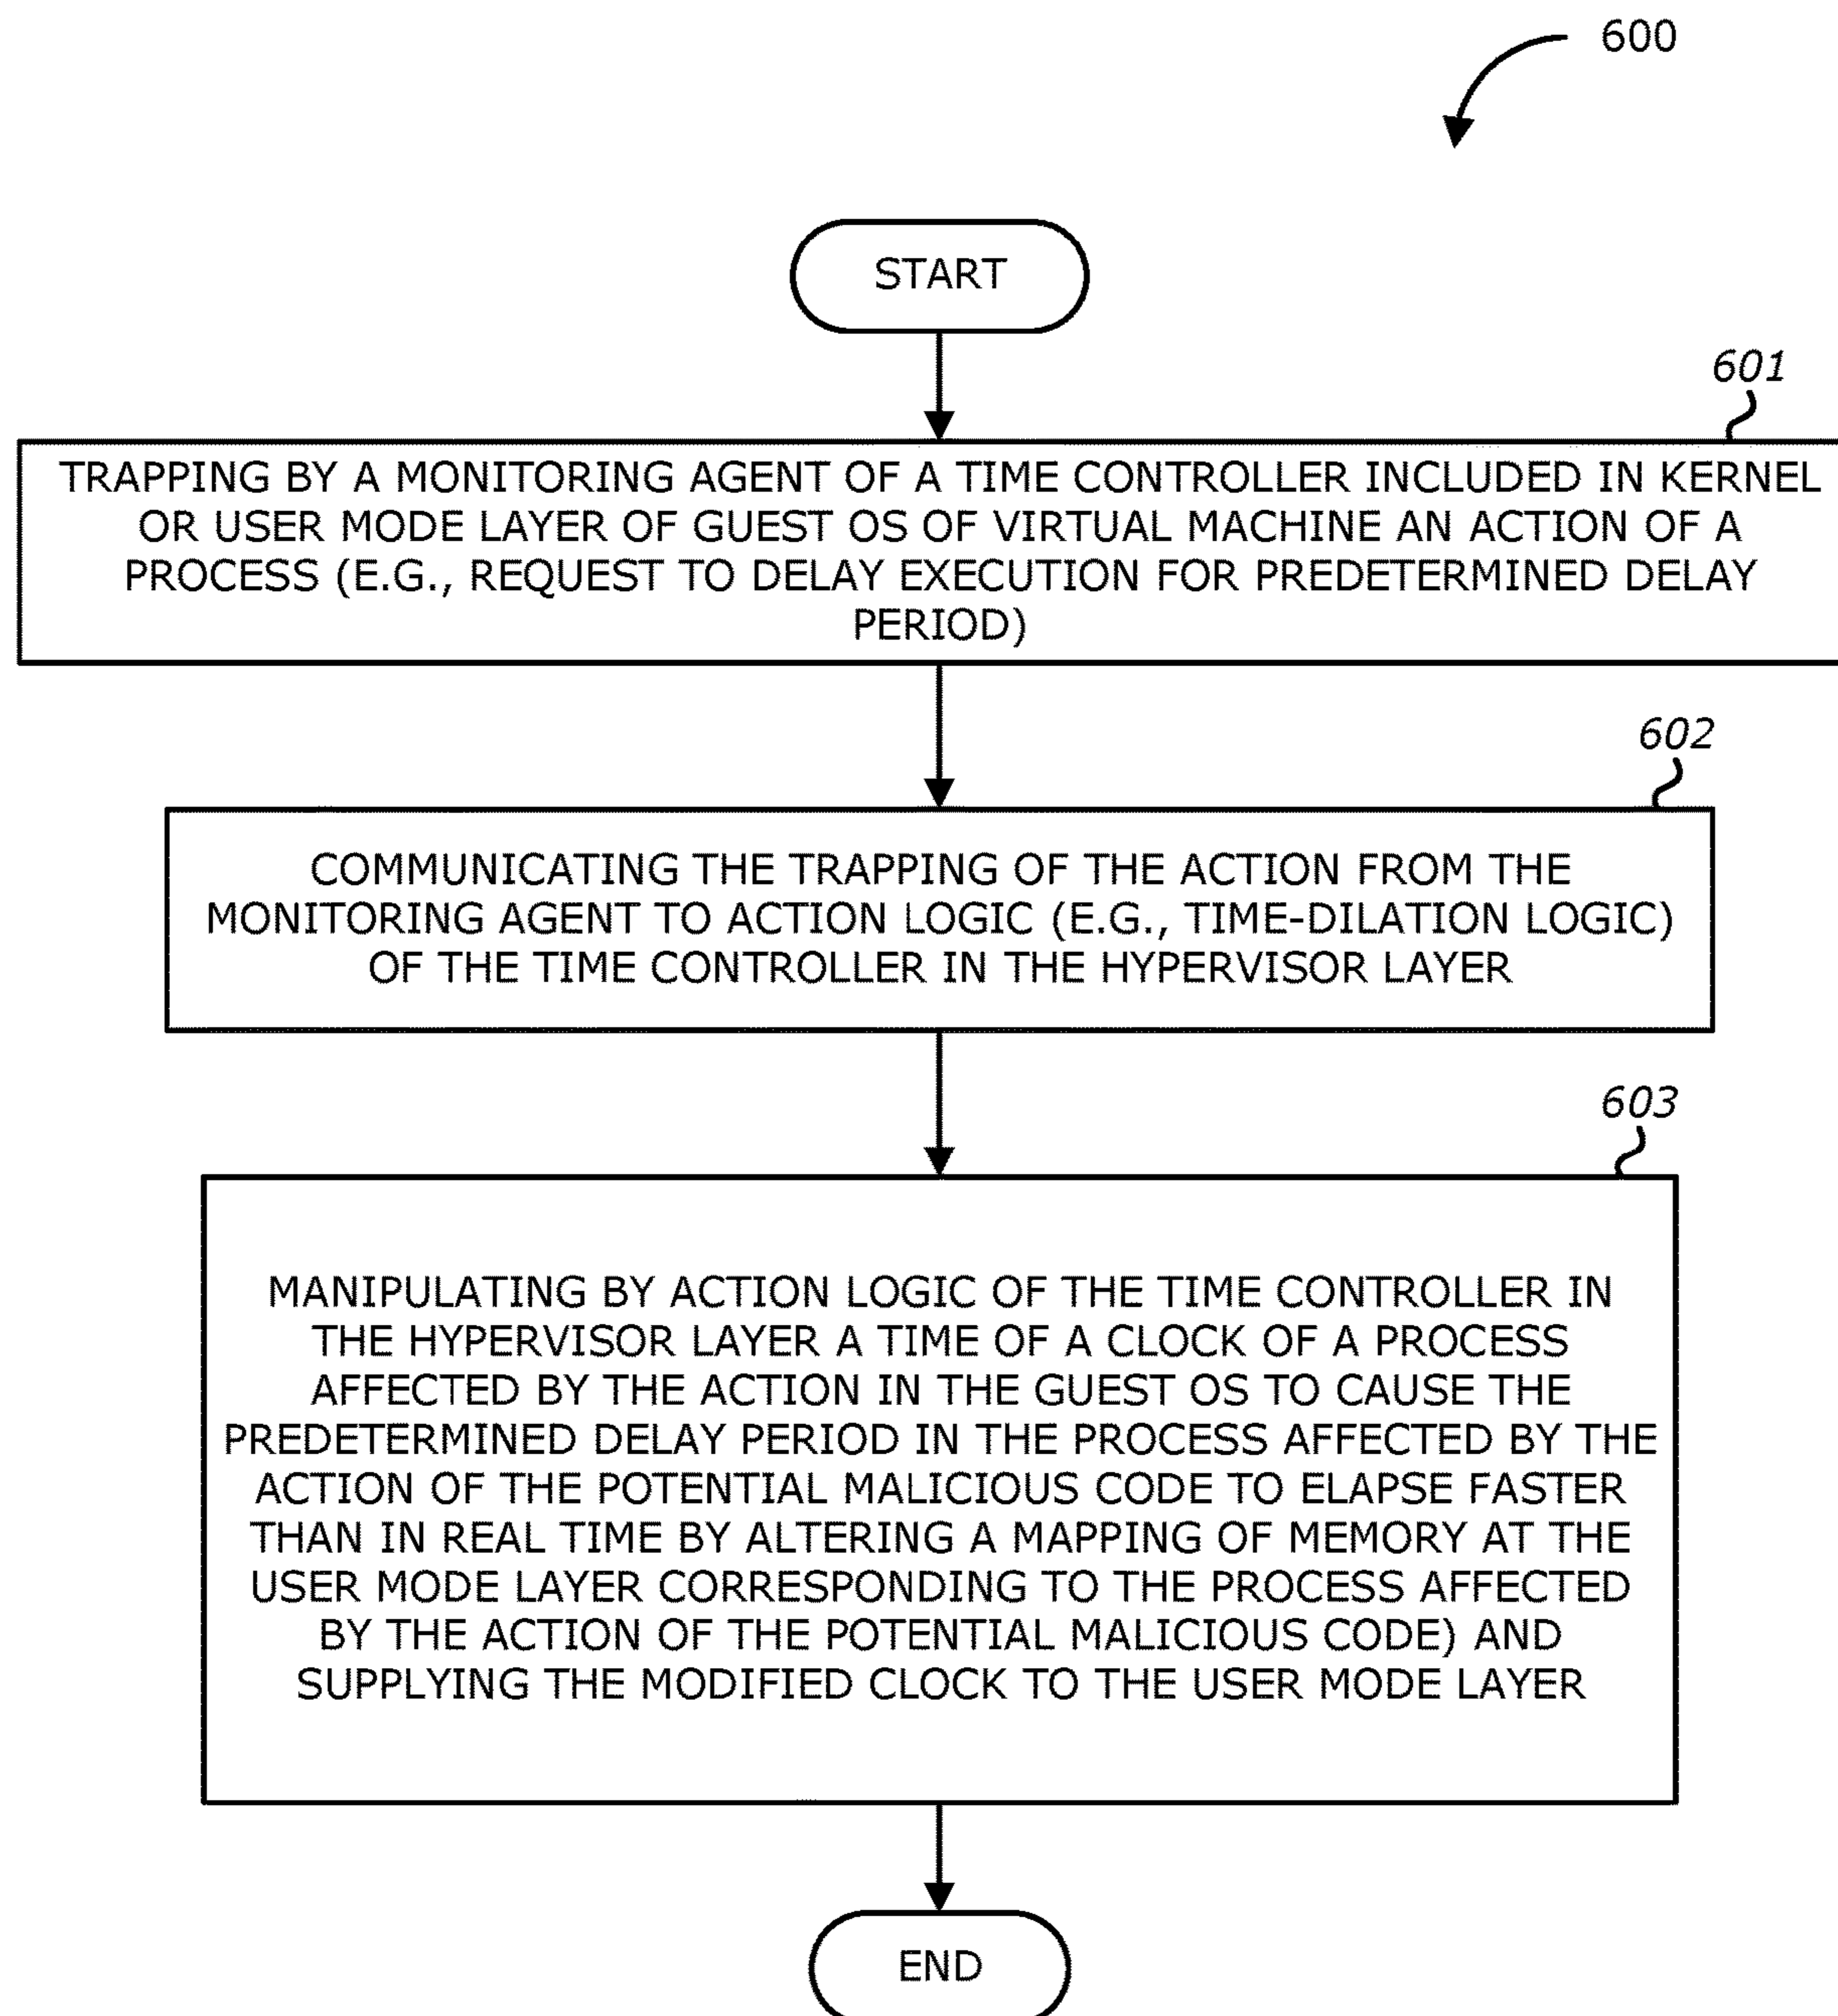 600
START
601
TRAPPING BY A MONITORING AGENT OF A TIME CONTROLLER INCLUDED IN KERNEL
OR USER MODE LAYER OF GUEST OS OF VIRTUAL MACHINE AN ACTION OF A
PROCESS (E.G., REQUEST TO DELAY EXECUTION FOR PREDETERMINED DELAY
PERIOD)
602
COMMUNICATING THE TRAPPING OF THE ACTION FROM THE
MONITORING AGENT TO ACTION LOGIC (E.G., TIME-DILATION LOGIC)
OF THE TIME CONTROLLER IN THE HYPERVISOR LAYER
603
MANIPULATING BY ACTION LOGIC OF THE TIME CONTROLLER IN
THE HYPERVISOR LAYER A TIME OF A CLOCK OF A PROCESS
AFFECTED BY THE ACTION IN THE GUEST OS TO CAUSE THE
PREDETERMINED DELAY PERIOD IN THE PROCESS AFFECTED BY THE
ACTION OF THE POTENTIAL MALICIOUS CODE TO ELAPSE FASTER
THAN IN REAL TIME BY ALTERING A MAPPING OF MEMORY AT THE
USER MODE LAYER CORRESPONDING TO THE PROCESS AFFECTED
BY THE ACTION OF THE POTENTIAL MALICIOUS CODE) AND
SUPPLYING THE MODIFIED CLOCK TO THE USER MODE LAYER
END